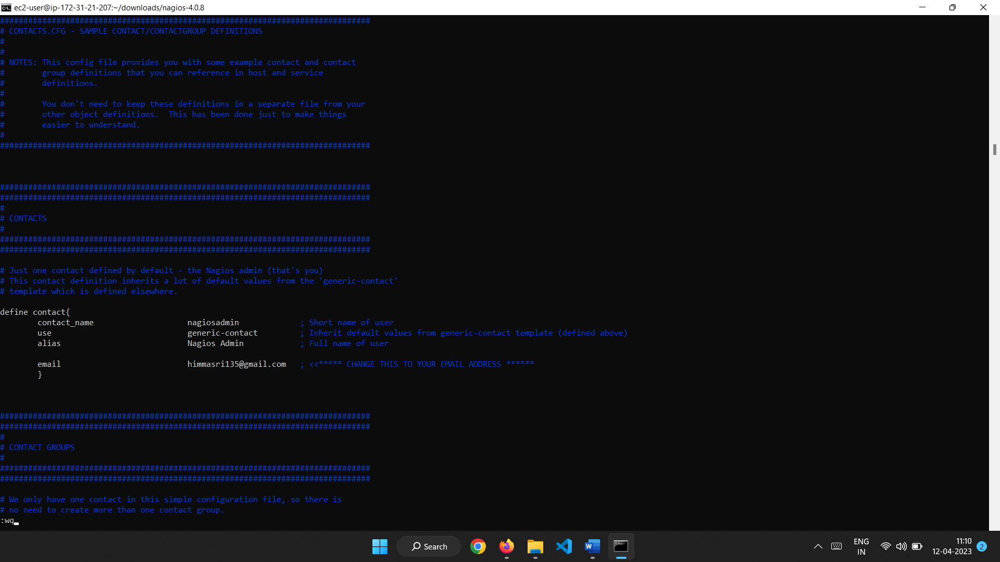 ec2-user@ip-172-31-21-207:~/downloads/nagios-4.0.8
###############################################################################
# CONTACTS.CFG - SAMPLE CONTACT/CONTACTGROUP DEFINITIONS
#
#
# NOTES: This config file provides you with some example contact and contact
#        group definitions that you can reference in host and service
#        definitions.
#
#        You don't need to keep these definitions in a separate file from your
#        other object definitions.  This has been done just to make things
#        easier to understand.
#
###############################################################################
###############################################################################
###############################################################################
#
# CONTACTS
#
###############################################################################
###############################################################################
# Just one contact defined by default - the Nagios admin (that's you)
# This contact definition inherits a lot of default values from the 'generic-contact'
# template which is defined elsewhere.
define contact{
        contact_name                    nagiosadmin             ; Short name of user
        use                             generic-contact         ; Inherit default values from generic-contact template (defined above)
        alias                           Nagios Admin            ; Full name of user
        email                           himmasri135@gmail.com   ; <<***** CHANGE THIS TO YOUR EMAIL ADDRESS ******
        }
###############################################################################
###############################################################################
#
# CONTACT GROUPS
#
###############################################################################
###############################################################################
# We only have one contact in this simple configuration file, so there is
# no need to create more than one contact group.
:wq
Search
ENG
IN
11:10
12-04-2023
2